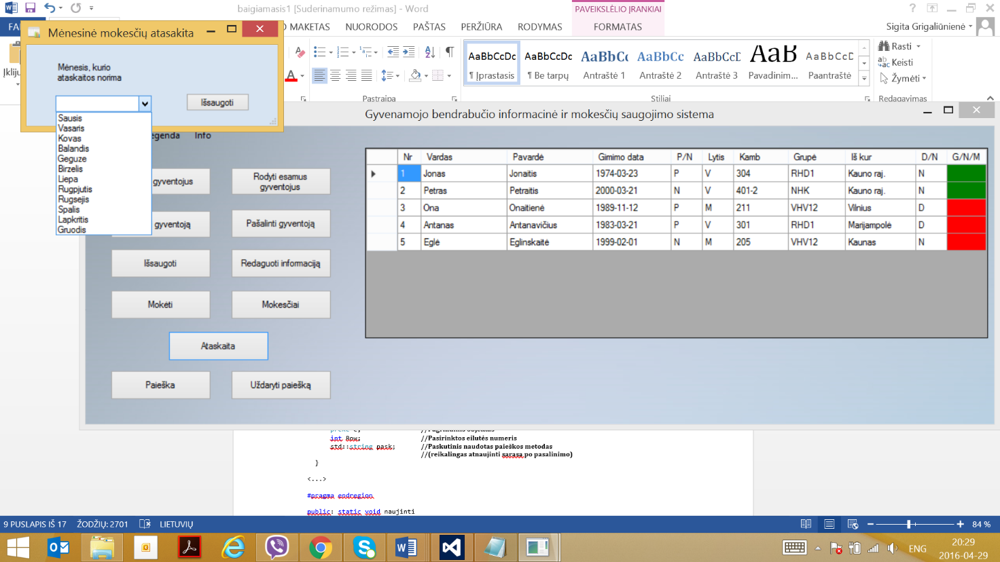 baigiamasis1 [Suderinamumo režimas] - Word
PAVEIKSLĖLIO ĮRANKIAI
MAKETAS
NUORODOS
PAŠTAS
PERŽIŪRA
RODYMAS
FORMATAS
Sigita Grigaliūnienė
Mėnesinė mokesčių atasakita
Mėnesis, kurio
ataskaitos norima
Išsaugoti
Sausis
Vasaris
Kovas
Balandis
Geguze
Birzelis
Liepa
Rugpjutis
Rugsejis
Spalis
Lapkritis
Gruodis
AaBbCcDc AaBbCcDc AaBbCc AaBbCc AaBbCcD AaB AaBbCcD
¶ Įprastasis ¶ Be tarpų Antraštė 1 Antraštė 2 Antraštė 3 Pavadinim... Paantraštė
Rasti
Keisti
Žymėti
Pastraipa
Stiliai
Redagavimas
Gyvenamojo bendrabučio informacinė ir mokesčių saugojimo sistema
egenda Info
gyventojus
Rodyti esamus
gyventojus
gyventoją
Pašalinti gyventoją
Išsaugoti
Redaguoti informaciją
Mokėti
Mokesčiai
Ataskaita
Paieška
Uždaryti paiešką
Nr Vardas Pavardė Gimimo data P/N Lytis Kamb Grupė Iš kur D/N G/N/M
1 Jonas Jonaitis 1974-03-23 P V 304 RHD1 Kauno raj. N
2 Petras Petraitis 2000-03-21 N V 401-2 NHK Kauno raj. N
3 Ona Onaitienė 1989-11-12 P M 211 VHV12 Vilnius D
4 Antanas Antanavičius 1983-03-21 P V 301 RHD1 Marijampolė D
5 Eglė Eglinskaitė 1999-02-01 N M 205 VHV12 Kaunas N
int Row; //Pasirinktos eilutės numeris
std::string pask; //Paskutinis naudotas paieškos metodas
//(reikalingas atnaujinti sarasa po pasalinimo)
}
<...>
#pragma endregion
public: static void naujinti
9 PUSLAPIS IŠ 17 ŽODŽIŲ: 2701 LIETUVIŲ
84 %
ENG
20:29
2016-04-29